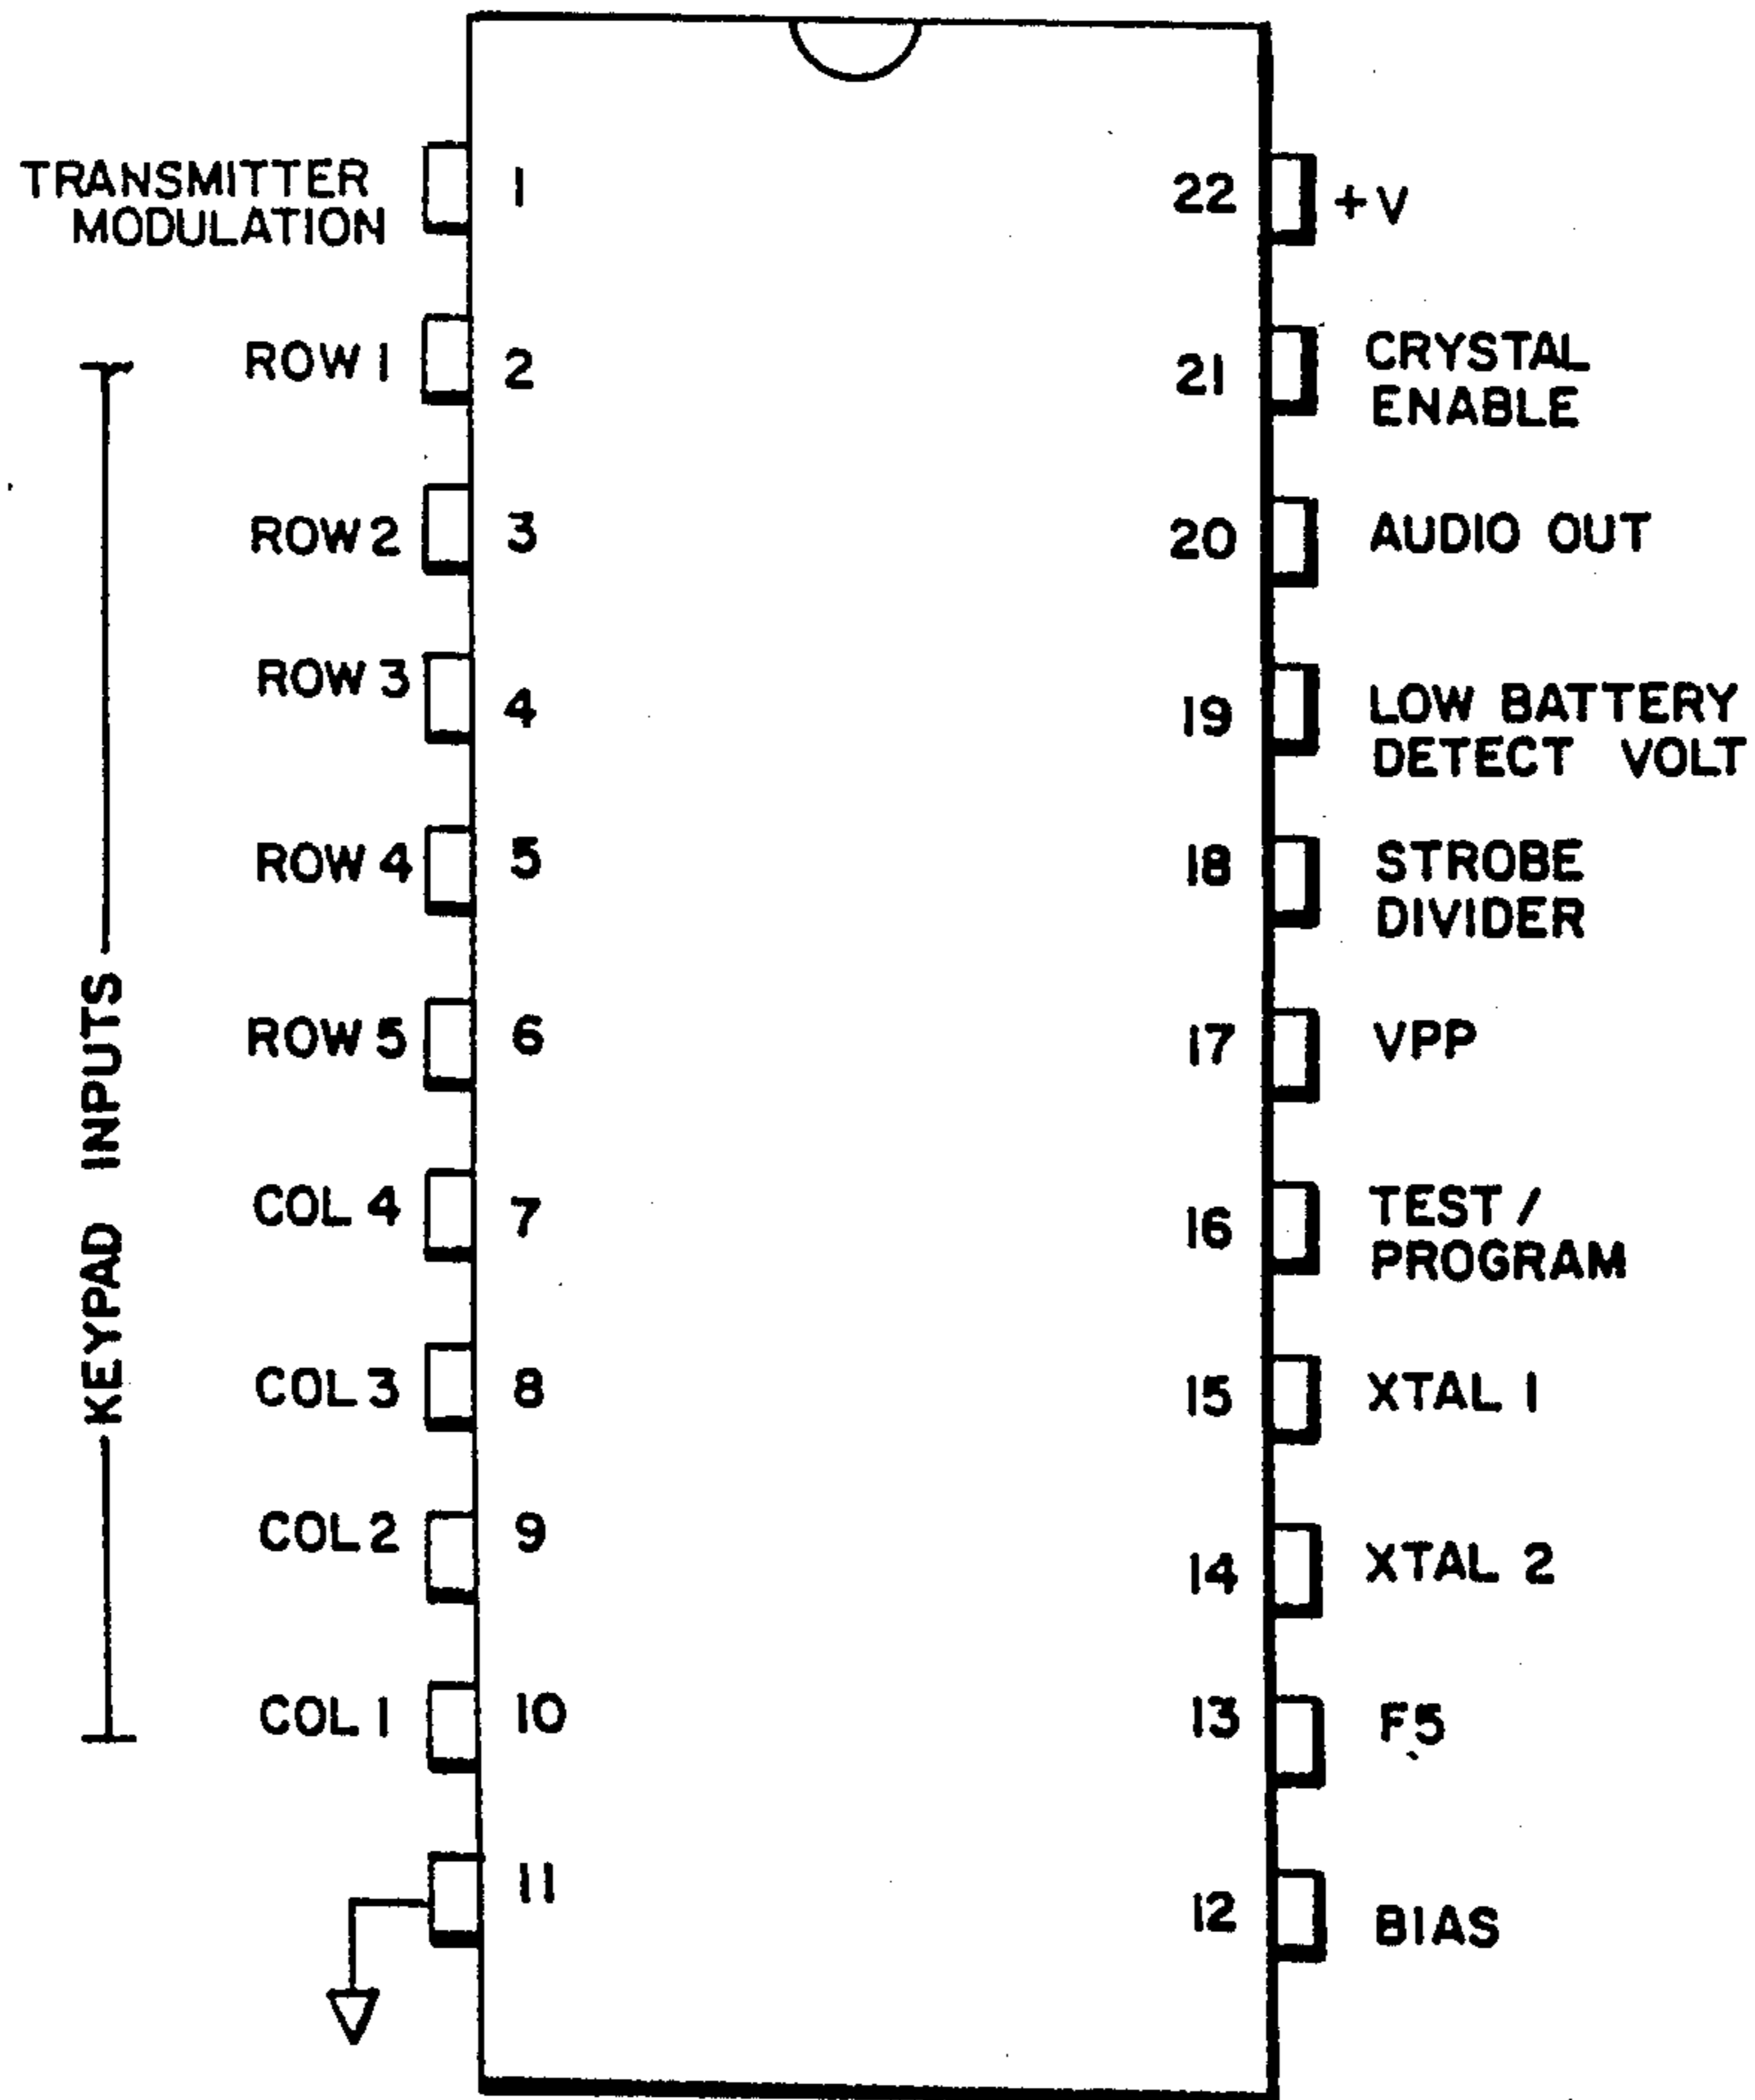 TRANSMITTER
MODULATION
1
ROW 1
2
ROW 2
3
ROW 3
4
ROW 4
5
ROW 5
6
COL 4
7
COL 3
8
COL 2
9
COL 1
10
11
KEYPAD INPUTS
22
+V
21
CRYSTAL
ENABLE
20
AUDIO OUT
19
LOW BATTERY
DETECT VOLT
18
STROBE
DIVIDER
17
VPP
16
TEST /
PROGRAM
15
XTAL 1
14
XTAL 2
13
F5
12
BIAS